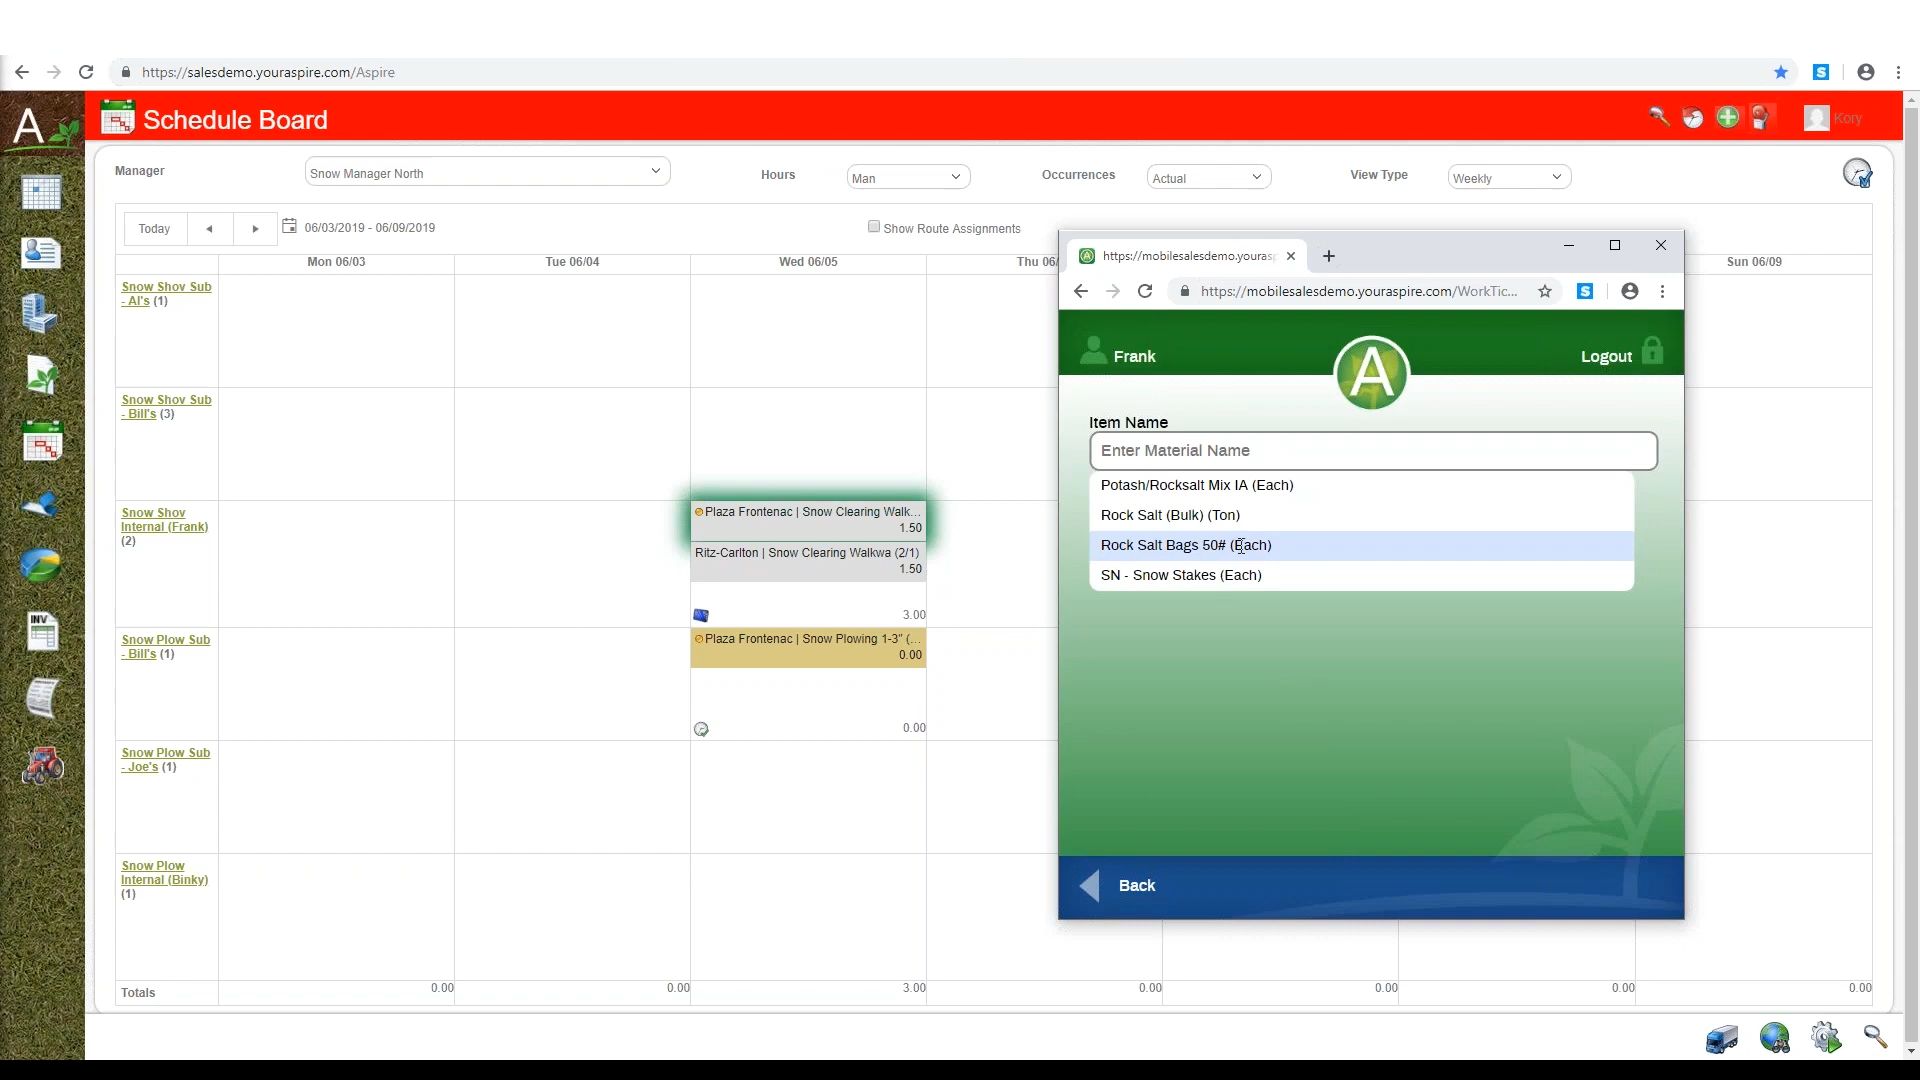 https://salesdemo.youraspire.com/Aspire
A
Schedule Board
Kory
Manager
Snow Manager North
Hours
Man
Occurrences
Actual
View Type
Weekly
Today
06/03/2019 - 06/09/2019
Show Route Assignments
Mon 06/03
Tue 06/04
Wed 06/05
Thu 06/
Sun 06/09
Snow Shov Sub
- Al's (1)
Snow Shov Sub
- Bill's (3)
Snow Shov
Internal (Frank)
(2)
Plaza Frontenac | Snow Clearing Walk...
1.50
Ritz-Carlton | Snow Clearing Walkwa (2/1)
1.50
3.00
Snow Plow Sub
- Bill's (1)
Plaza Frontenac | Snow Plowing 1-3" (...
0.00
0.00
Snow Plow Sub
- Joe's (1)
Snow Plow
Internal (Binky)
(1)
Totals
0.00
0.00
3.00
0.00
0.00
0.00
0.00
INV
https://mobilesalesdemo.youras
https://mobilesalesdemo.youraspire.com/WorkTic...
Frank
A
Logout
Item Name
Enter Material Name
Potash/Rocksalt Mix IA (Each)
Rock Salt (Bulk) (Ton)
Rock Salt Bags 50# (Each)
SN - Snow Stakes (Each)
Back